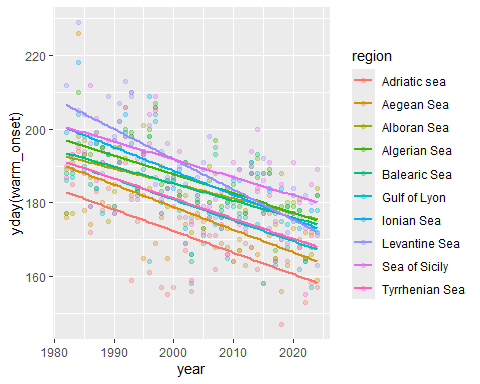 220
200
180
160
yday(warm_onset)
1980
1990
2000
2010
2020
year
region
Adriatic sea
Aegean Sea
Alboran Sea
Algerian Sea
Balearic Sea
Gulf of Lyon
Ionian Sea
Levantine Sea
Sea of Sicily
Tyrrhenian Sea